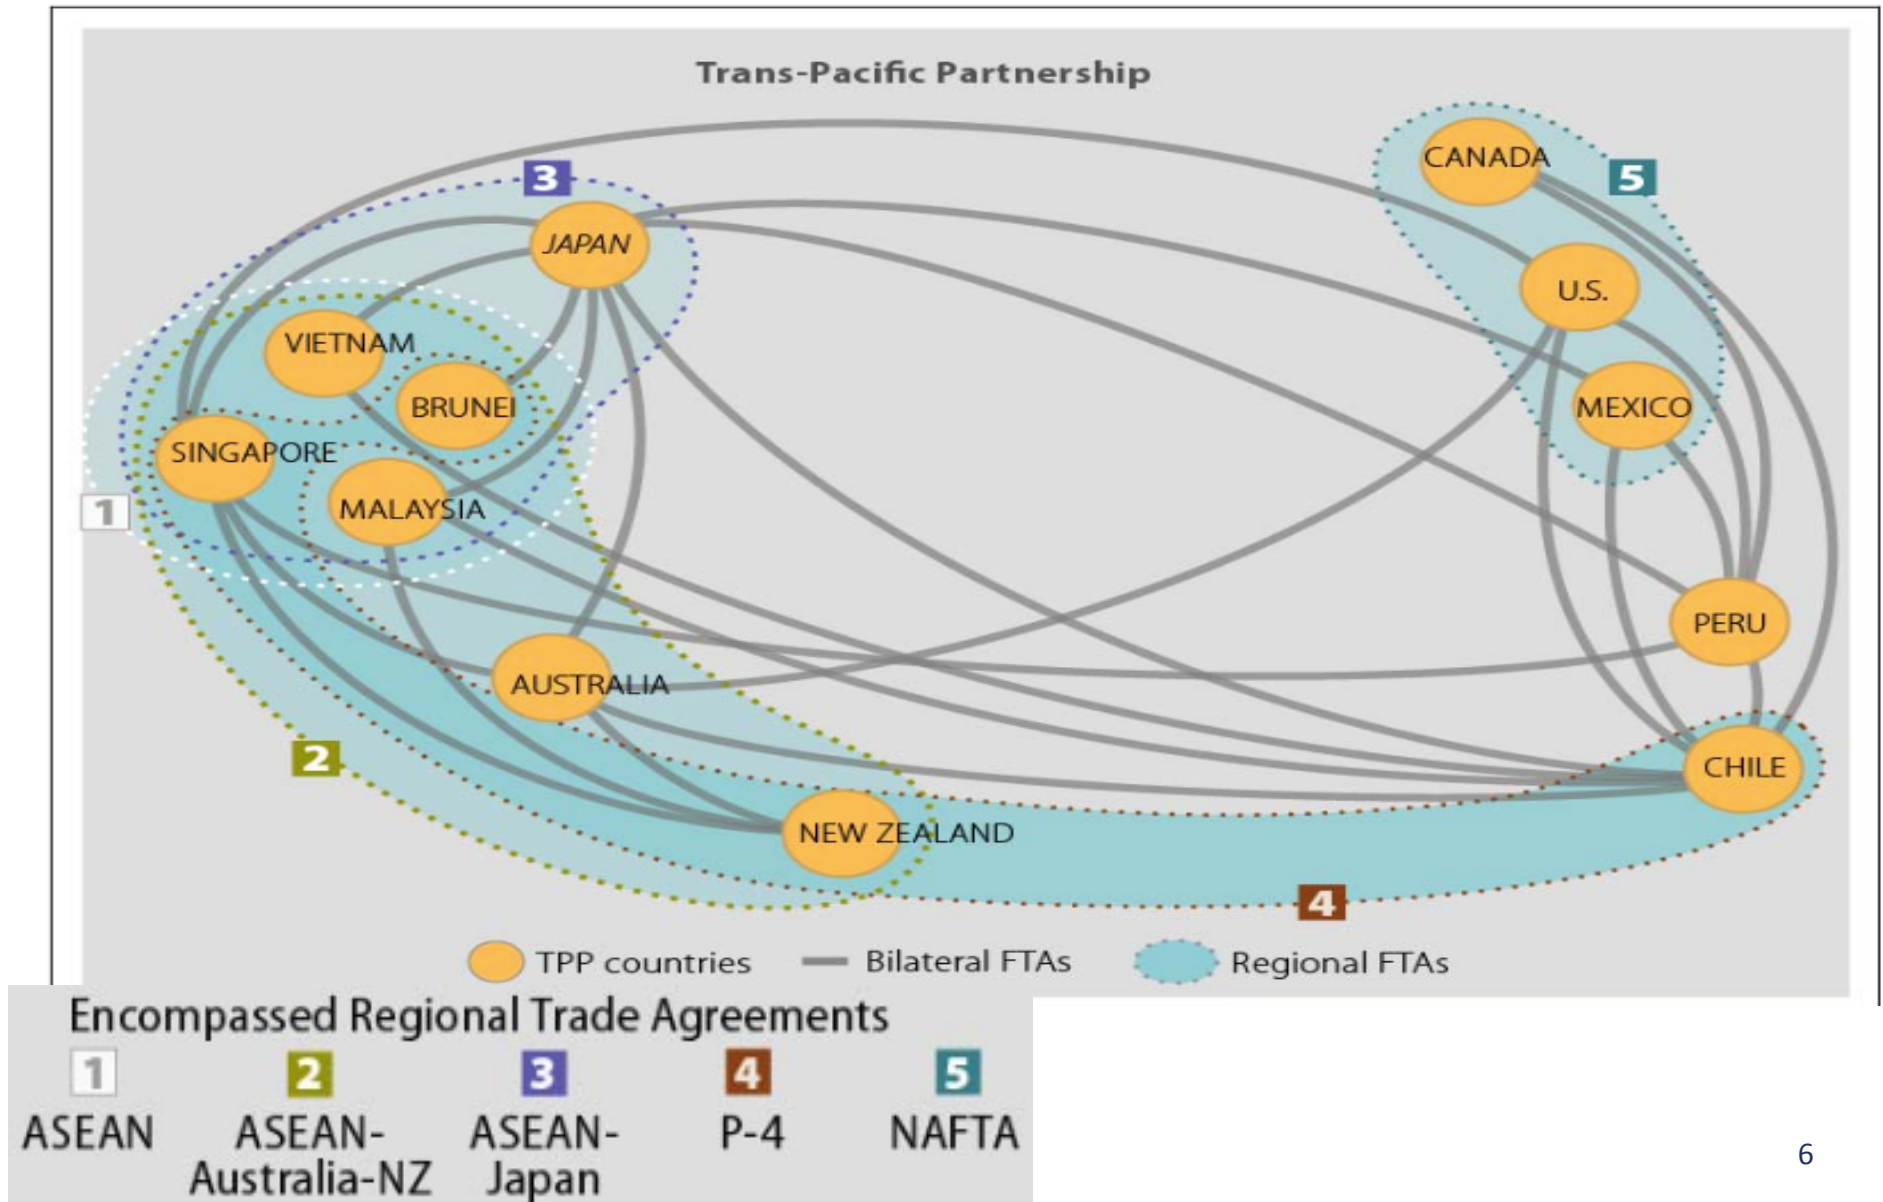 Trans-Pacific Partnership
3
CANADA
5
JAPAN
U.S.
VIETNAM
BRUNEI
MEXICO
SINGAPORE
1
MALAYSIA
PERU
AUSTRALIA
2
CHILE
NEW ZEALAND
4
TPP countries
Bilateral FTAs
Regional FTAs
Encompassed Regional Trade Agreements
1
ASEAN
2
ASEAN-
Australia-NZ
3
ASEAN-
Japan
4
P-4
5
NAFTA
6